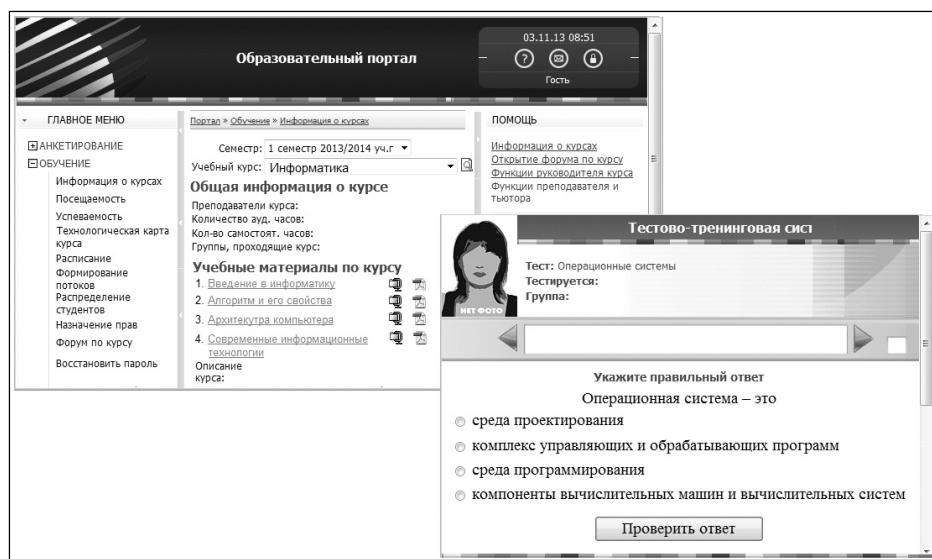 03.11.13 08:51
Образовательный портал
Гость
ГЛАВНОЕ МЕНЮ
АНКЕТИРОВАНИЕ
ОБУЧЕНИЕ
Информация о курсах
Посещаемость
Успеваемость
Технологическая карта
курса
Расписание
Формирование
потоков
Распределение
студентов
Назначение прав
Форум по курсу
Восстановить пароль
Портал » Обучение » Информация о курсах
Семестр: 1 семестр 2013/2014 уч.г
Учебный курс: Информатика
Общая информация о курсе
Преподаватели курса:
Количество ауд. часов:
Кол-во самостоят. часов:
Группы, проходящие курс:
Учебные материалы по курсу
1. Введение в информатику
2. Алгоритм и его свойства
3. Архитекутра компьютера
4. Современные информационные
технологии
Описание
курса:
ПОМОЩЬ
Информация о курсах
Открытие форума по курсу
Функции руководителя курса
Функции преподавателя и
тьютора
Тестово-тренинговая сист
Тест: Операционные системы
Тестируется:
Группа:
НЕТ ФОТО
Укажите правильный ответ
Операционная система – это
среда проектирования
комплекс управляющих и обрабатывающих программ
среда программирования
компоненты вычислительных машин и вычислительных систем
Проверить ответ